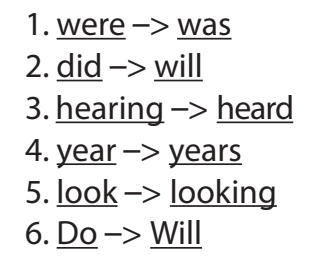 1. were –> was
2. did –> will
3. hearing –> heard
4. year –> years
5. look –> looking
6. Do –> Will